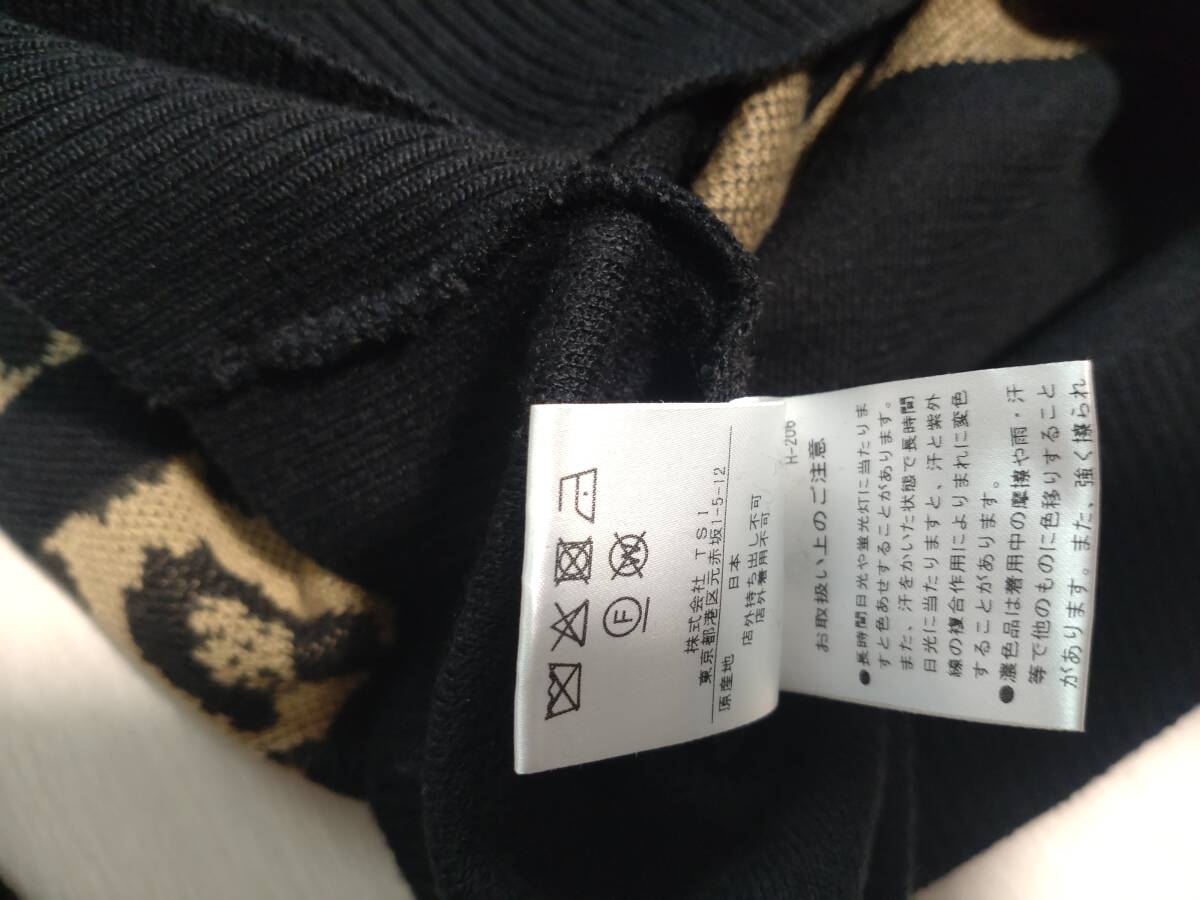 株式会社 TSI
東京都港区元赤坂1-5-12
原産地 日本
店外持ち出し不可
店外着用不可
F
W
H-206
お取扱い上のご注意
●長時間日光や蛍光灯に当たりま
すと色あせすることがあります。
また、汗をかいた状態で長時間
日光に当たりますと、汗と紫外
線の複合作用によりまれに変色
することがあります。
●濃色品は着用中の摩擦や雨・汗
等で他のものに色移りすること
があります。また、強く擦られ